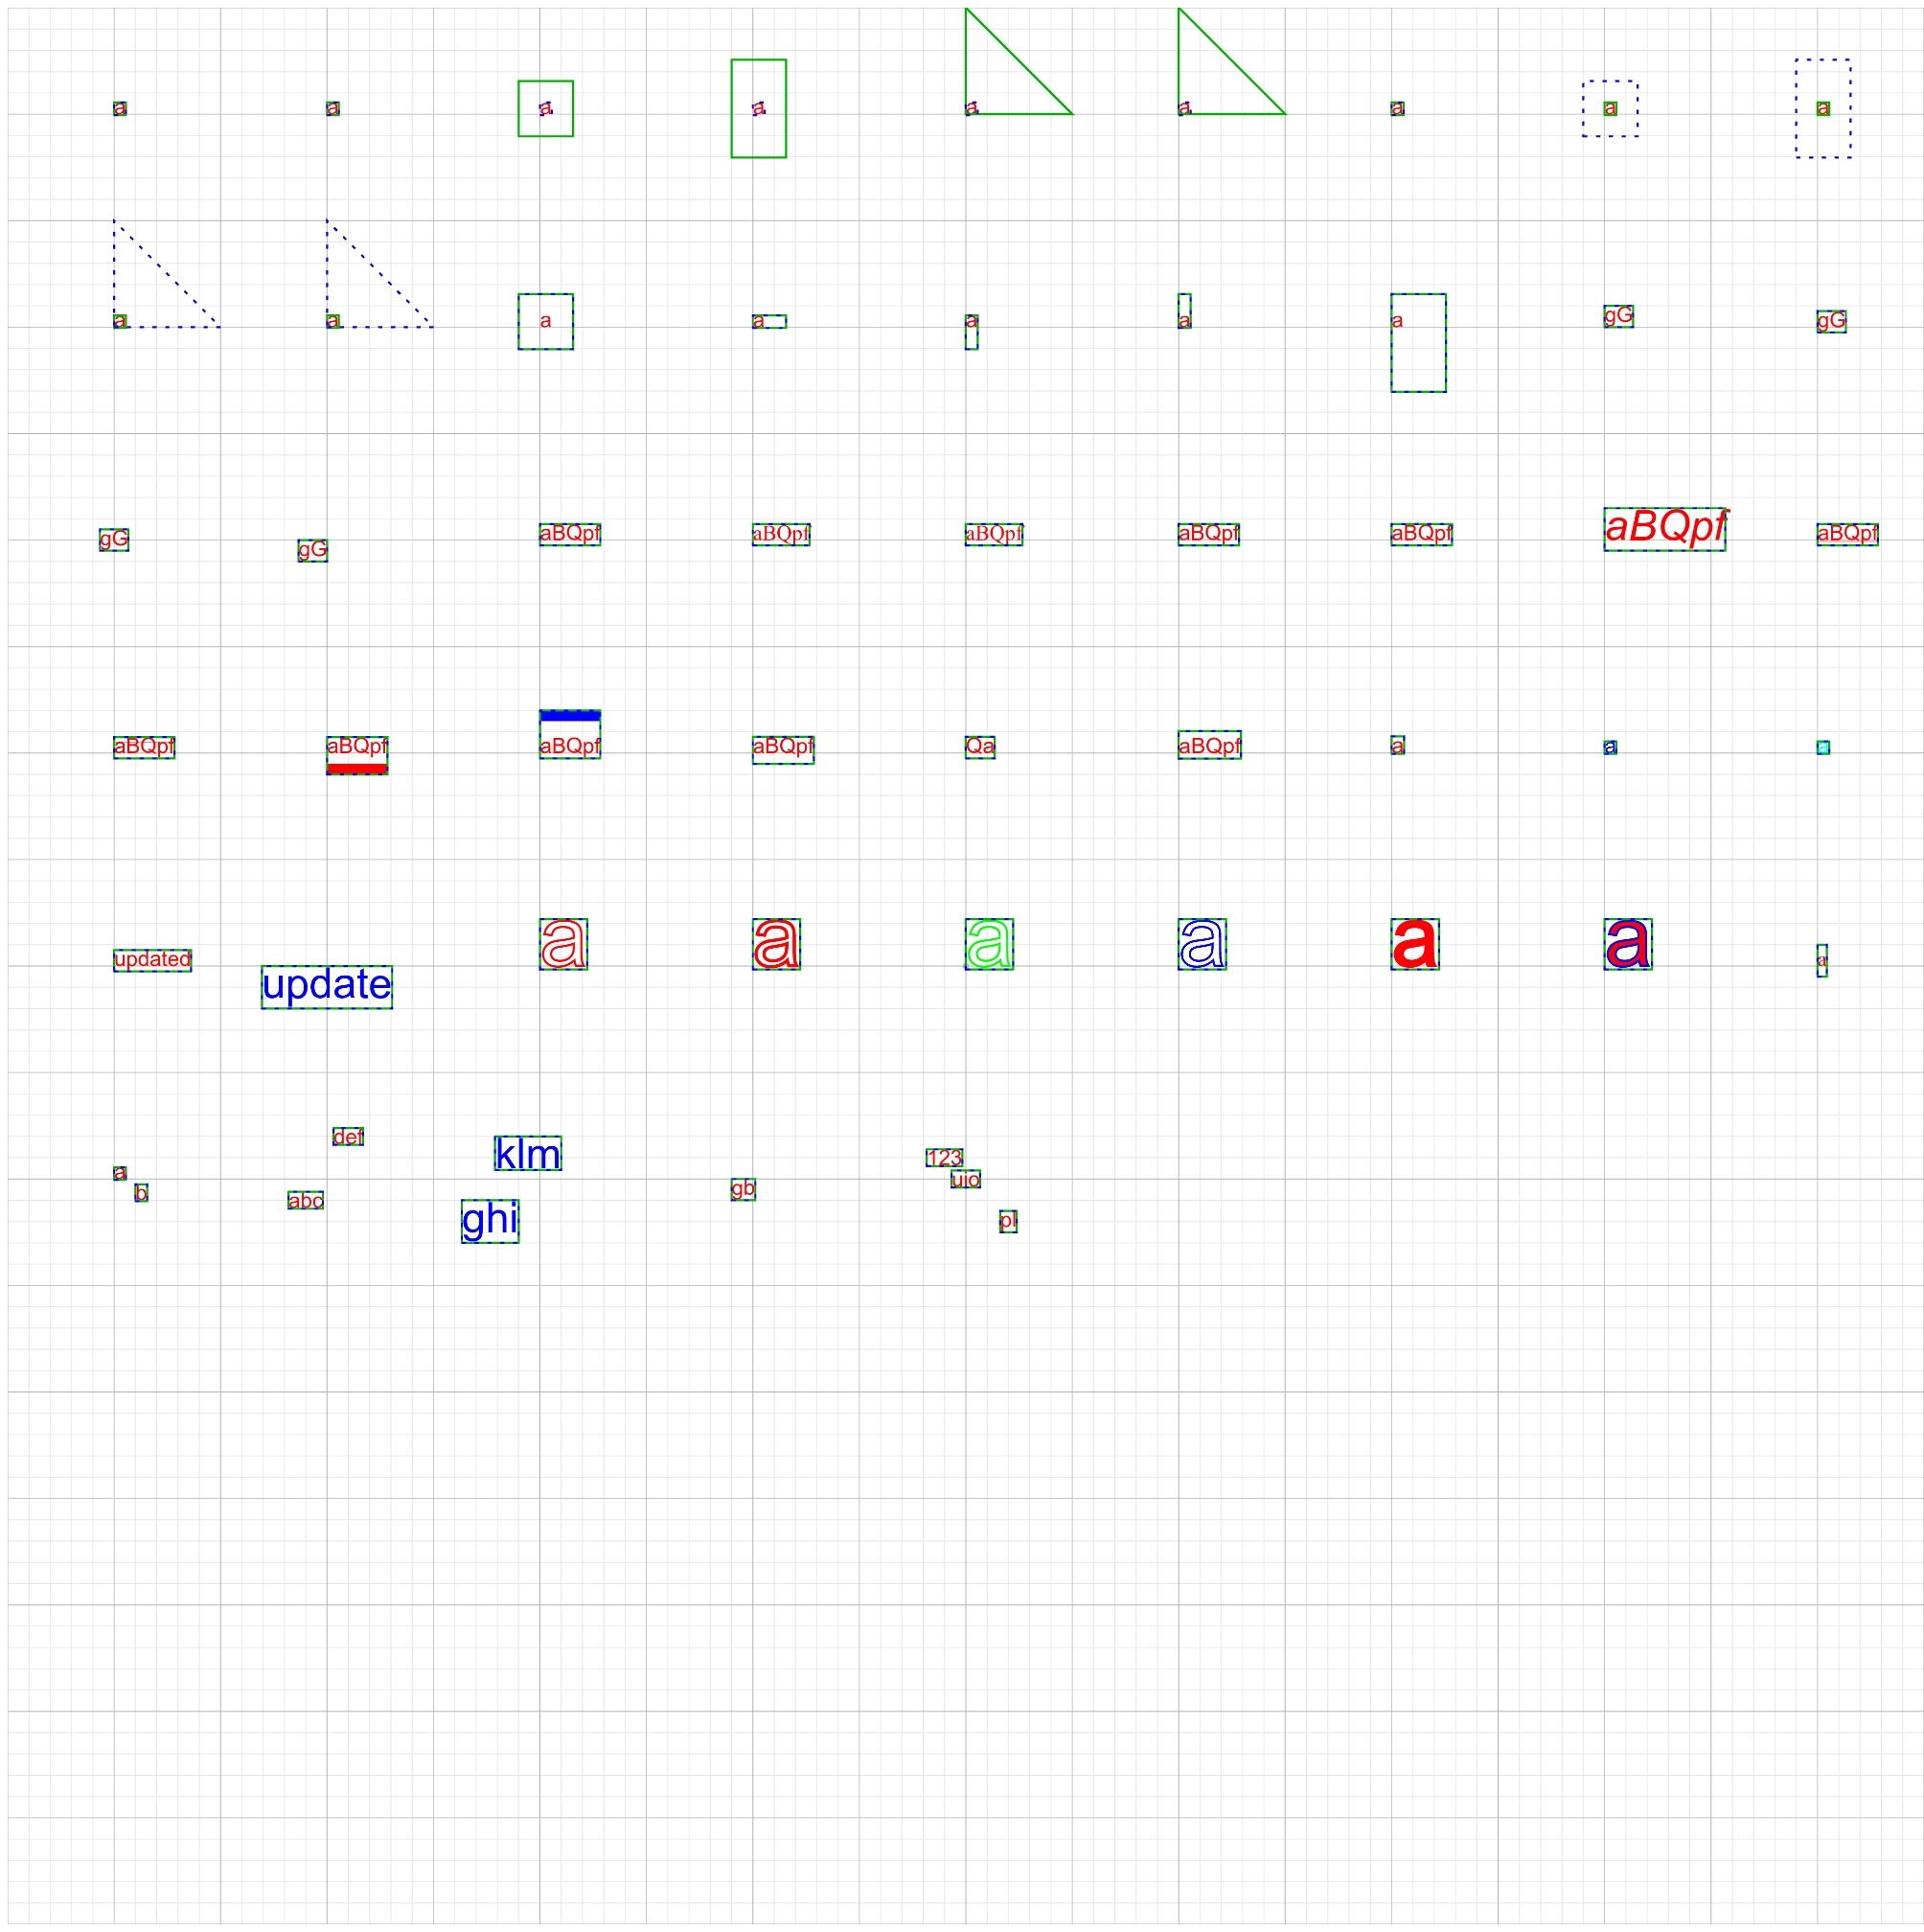 a a a a a a a a a
a a a a a a a gG gG
gG gG aBQpf aBQpf aBQpf aBQpf aBQpf aBQpf aBQpf
aBQpf aBQpf aBQpf aBQpf Qa aBQpf a a a
updated update a a a a a a a
def klm 123
a b abc ghi gb uio pl